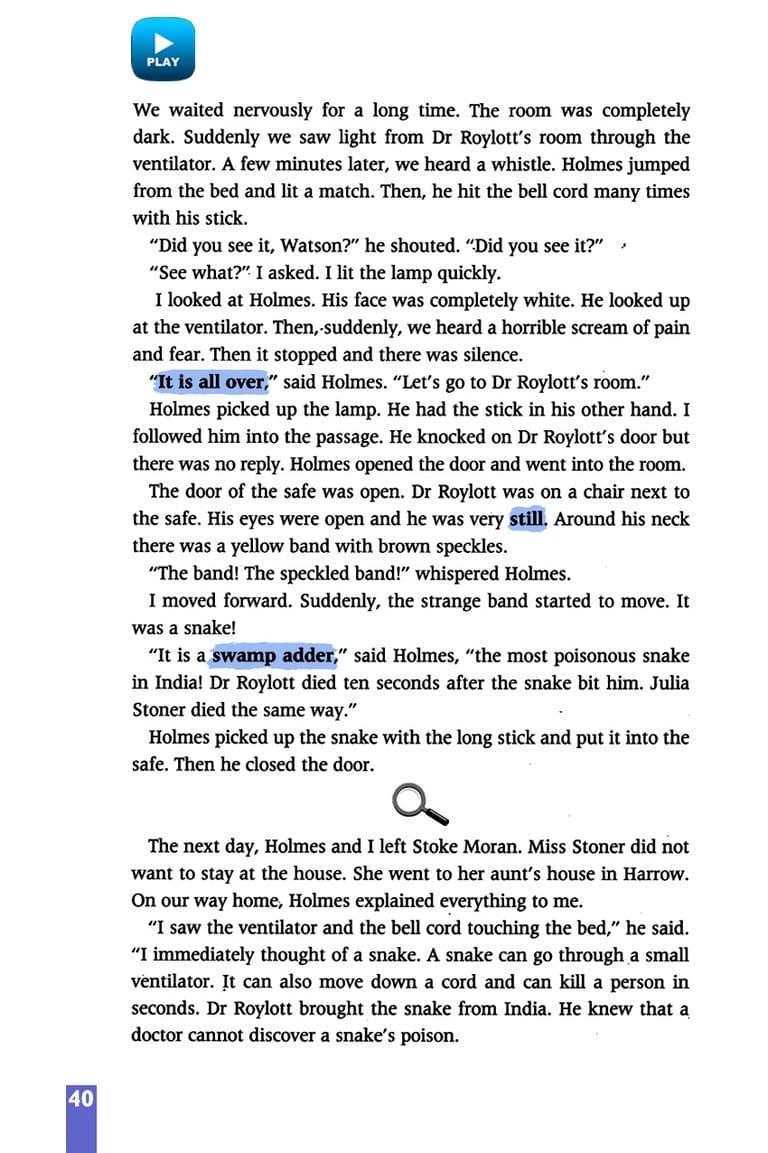 PLAY
We waited nervously for a long time. The room was completely
dark. Suddenly we saw light from Dr Roylott's room through the
ventilator. A few minutes later, we heard a whistle. Holmes jumped
from the bed and lit a match. Then, he hit the bell cord many times
with his stick.
"Did you see it, Watson?" he shouted. "Did you see it?"
"See what?" I asked. I lit the lamp quickly.
I looked at Holmes. His face was completely white. He looked up
at the ventilator. Then, suddenly, we heard a horrible scream of pain
and fear. Then it stopped and there was silence.
"It is all over," said Holmes. "Let's go to Dr Roylott's room."
Holmes picked up the lamp. He had the stick in his other hand. I
followed him into the passage. He knocked on Dr Roylott's door but
there was no reply. Holmes opened the door and went into the room.
The door of the safe was open. Dr Roylott was on a chair next to
the safe. His eyes were open and he was very still. Around his neck
there was a yellow band with brown speckles.
"The band! The speckled band!" whispered Holmes.
I moved forward. Suddenly, the strange band started to move. It
was a snake!
"It is a swamp adder," said Holmes, "the most poisonous snake
in India! Dr Roylott died ten seconds after the snake bit him. Julia
Stoner died the same way."
Holmes picked up the snake with the long stick and put it into the
safe. Then he closed the door.
The next day, Holmes and I left Stoke Moran. Miss Stoner did not
want to stay at the house. She went to her aunt's house in Harrow.
On our way home, Holmes explained everything to me.
"I saw the ventilator and the bell cord touching the bed," he said.
"I immediately thought of a snake. A snake can go through a small
ventilator. It can also move down a cord and can kill a person in
seconds. Dr Roylott brought the snake from India. He knew that a
doctor cannot discover a snake's poison.
40